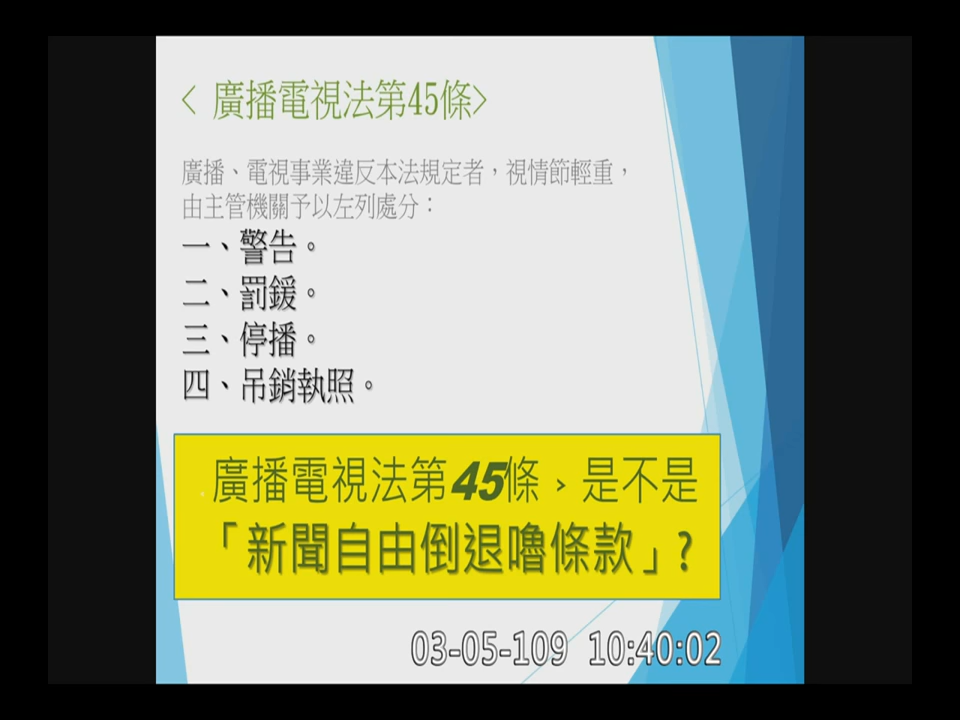 < 廣播電視法第45條>
廣播、電視事業違反本法規定者，視情節輕重，
由主管機關予以左列處分：
一、警告。
二、罰鍰。
三、停播。
四、吊銷執照。
廣播電視法第45條，是不是
「新聞自由倒退嚕條款」?
03-05-109 10:40:02